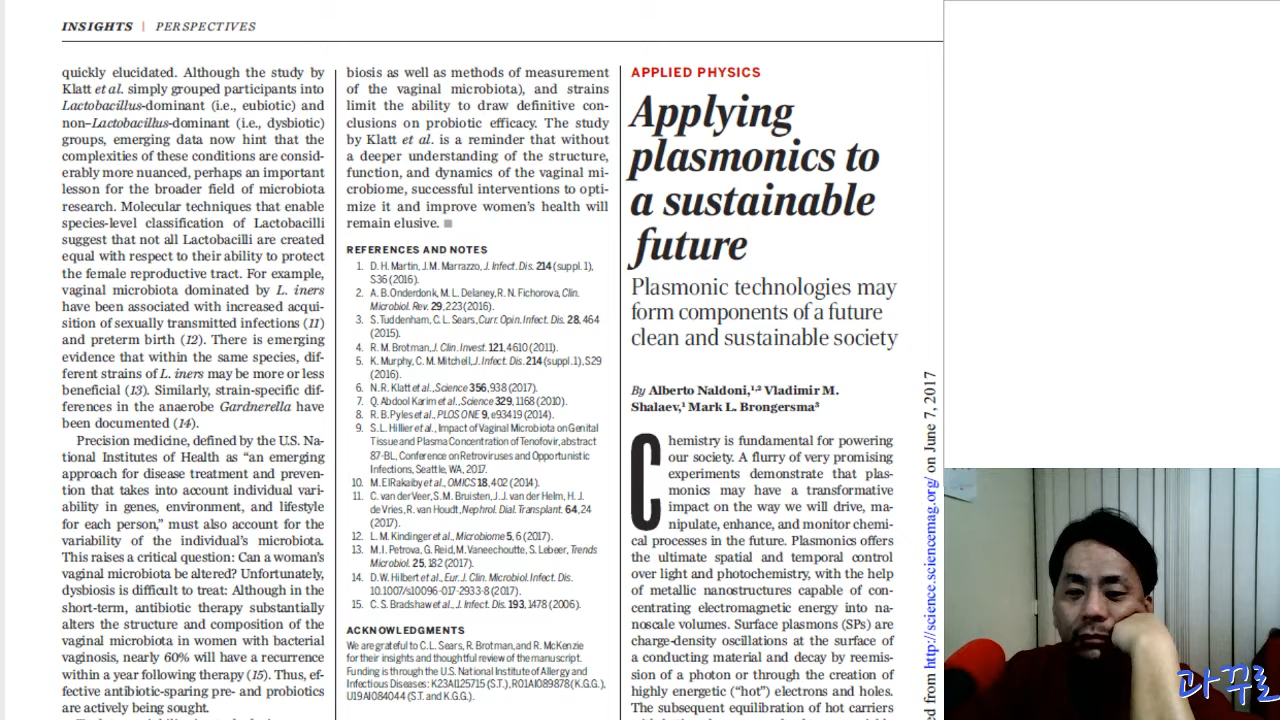 INSIGHTS | PERSPECTIVES
quickly elucidated. Although the study by
Klatt et al. simply grouped participants into
Lactobacillus-dominant (i.e., eubiotic) and
non–Lactobacillus-dominant (i.e., dysbiotic)
groups, emerging data now hint that the
complexities of these conditions are consid-
erably more nuanced, perhaps an important
lesson for the broader field of microbiota
research. Molecular techniques that enable
species-level classification of Lactobacilli
suggest that not all Lactobacilli are created
equal with respect to their ability to protect
the female reproductive tract. For example,
vaginal microbiota dominated by L. iners
have been associated with increased acqui-
sition of sexually transmitted infections (11)
and preterm birth (12). There is emerging
evidence that within the same species, dif-
ferent strains of L. iners may be more or less
beneficial (13). Similarly, strain-specific dif-
ferences in the anaerobe Gardnerella have
been documented (14).
Precision medicine, defined by the U.S. Na-
tional Institutes of Health as “an emerging
approach for disease treatment and preven-
tion that takes into account individual vari-
ability in genes, environment, and lifestyle
for each person,” must also account for the
variability of the individual’s microbiota.
This raises a critical question: Can a woman’s
vaginal microbiota be altered? Unfortunately,
dysbiosis is difficult to treat: Although in the
short-term, antibiotic therapy substantially
alters the structure and composition of the
vaginal microbiota in women with bacterial
vaginosis, nearly 60% will have a recurrence
within a year following therapy (15). Thus, ef-
fective antibiotic-sparing pre- and probiotics
are actively being sought.
biosis as well as methods of measurement
of the vaginal microbiota), and strains
limit the ability to draw definitive con-
clusions on probiotic efficacy. The study
by Klatt et al. is a reminder that without
a deeper understanding of the structure,
function, and dynamics of the vaginal mi-
crobiome, successful interventions to opti-
mize it and improve women’s health will
remain elusive. ■
REFERENCES AND NOTES
1. D. H. Martin, J. M. Marrazzo, J. Infect. Dis. 214 (suppl. 1),
S36 (2016).
2. A. B. Onderdonk, M. L. Delaney, R. N. Fichorova, Clin.
Microbiol. Rev. 29, 223 (2016).
3. S. Tuddenham, C. L. Sears, Curr. Opin. Infect. Dis. 28, 464
(2015).
4. R. M. Brotman, J. Clin. Invest. 121, 4610 (2011).
5. K. Murphy, C. M. Mitchell, J. Infect. Dis. 214 (suppl. 1), S29
(2016).
6. N. R. Klatt et al., Science 356, 938 (2017).
7. Q. Abdool Karim et al., Science 329, 1168 (2010).
8. R. B. Pyles et al., PLOS ONE 9, e93419 (2014).
9. S. L. Hillier et al., Impact of Vaginal Microbiota on Genital
Tissue and Plasma Concentration of Tenofovir, abstract
87-BL, Conference on Retroviruses and Opportunistic
Infections, Seattle, WA, 2017.
10. M. El Rakaiby et al., OMICS 18, 402 (2014).
11. C. van der Veer, S. M. Bruisten, J. J. van der Helm, H. J.
de Vries, R. van Houdt, Nephrol. Dial. Transplant. 64, 24
(2017).
12. L. M. Kindinger et al., Microbiome 5, 6 (2017).
13. M. I. Petrova, G. Reid, M. Vaneechoutte, S. Lebeer, Trends
Microbiol. 25, 182 (2017).
14. D. W. Hilbert et al., Eur. J. Clin. Microbiol. Infect. Dis.
10.1007/s10096-017-2933-8 (2017).
15. C. S. Bradshaw et al., J. Infect. Dis. 193, 1478 (2006).
ACKNOWLEDGMENTS
We are grateful to C.L. Sears, R. Brotman, and R. McKenzie
for their insights and thoughtful review of the manuscript.
Funding is through the U.S. National Institute of Allergy and
Infectious Diseases: K23AI125715 (S.T.), R01AI089878 (K.G.G.),
U19AI084044 (S.T. and K.G.G.).
APPLIED PHYSICS
Applying
plasmonics to
a sustainable
future
Plasmonic technologies may
form components of a future
clean and sustainable society
By Alberto Naldoni,1,2 Vladimir M.
Shalaev,1 Mark L. Brongersma3
Chemistry is fundamental for powering
our society. A flurry of very promising
experiments demonstrate that plas-
monics may have a transformative
impact on the way we will drive, ma-
nipulate, enhance, and monitor chemi-
cal processes in the future. Plasmonics offers
the ultimate spatial and temporal control
over light and photochemistry, with the help
of metallic nanostructures capable of con-
centrating electromagnetic energy into na-
noscale volumes. Surface plasmons (SPs) are
charge-density oscillations at the surface of
a conducting material and decay by reemis-
sion of a photon or through the creation of
highly energetic (“hot”) electrons and holes.
The subsequent equilibration of hot carriers
ed from http://science.sciencemag.org/ on June 7, 2017
과꾸로